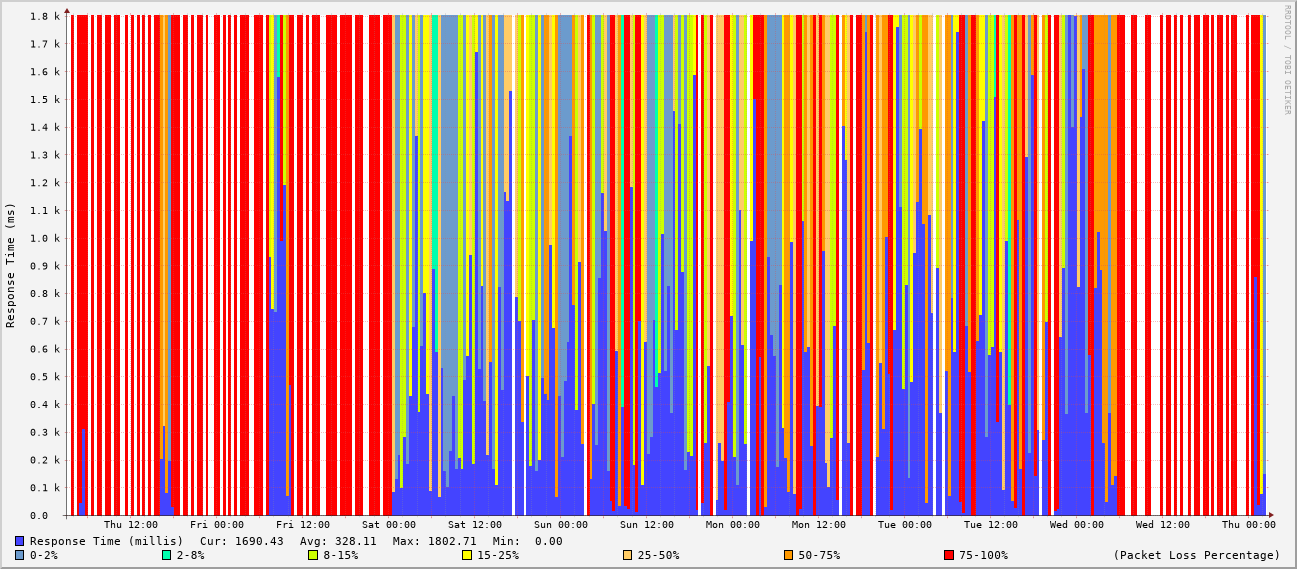 1.8 k
1.7 k
1.6 k
1.5 k
1.4 k
1.3 k
1.2 k
1.1 k
1.0 k
0.9 k
0.8 k
0.7 k
0.6 k
0.5 k
0.4 k
0.3 k
0.2 k
0.1 k
0.0
Response Time (ms)
RRDTOOL / TOBI OETIKER
Thu 12:00 Fri 00:00 Fri 12:00 Sat 00:00 Sat 12:00 Sun 00:00 Sun 12:00 Mon 00:00 Mon 12:00 Tue 00:00 Tue 12:00 Wed 00:00 Wed 12:00 Thu 00:00
Response Time (millis) Cur: 1690.43 Avg: 328.11 Max: 1802.71 Min: 0.00
0-2% 2-8% 8-15% 15-25% 25-50% 50-75% 75-100% (Packet Loss Percentage)